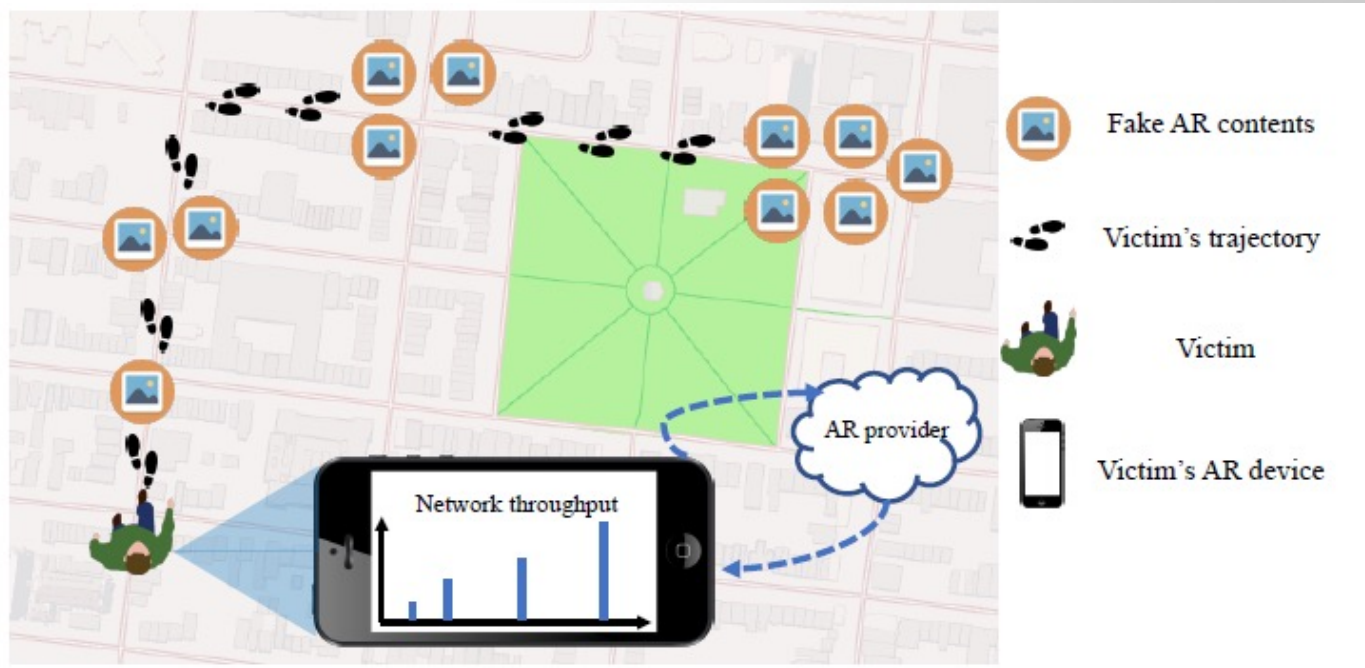 Fake AR contents
Victim's trajectory
Victim
AR provider
Victim's AR device
Network throughput